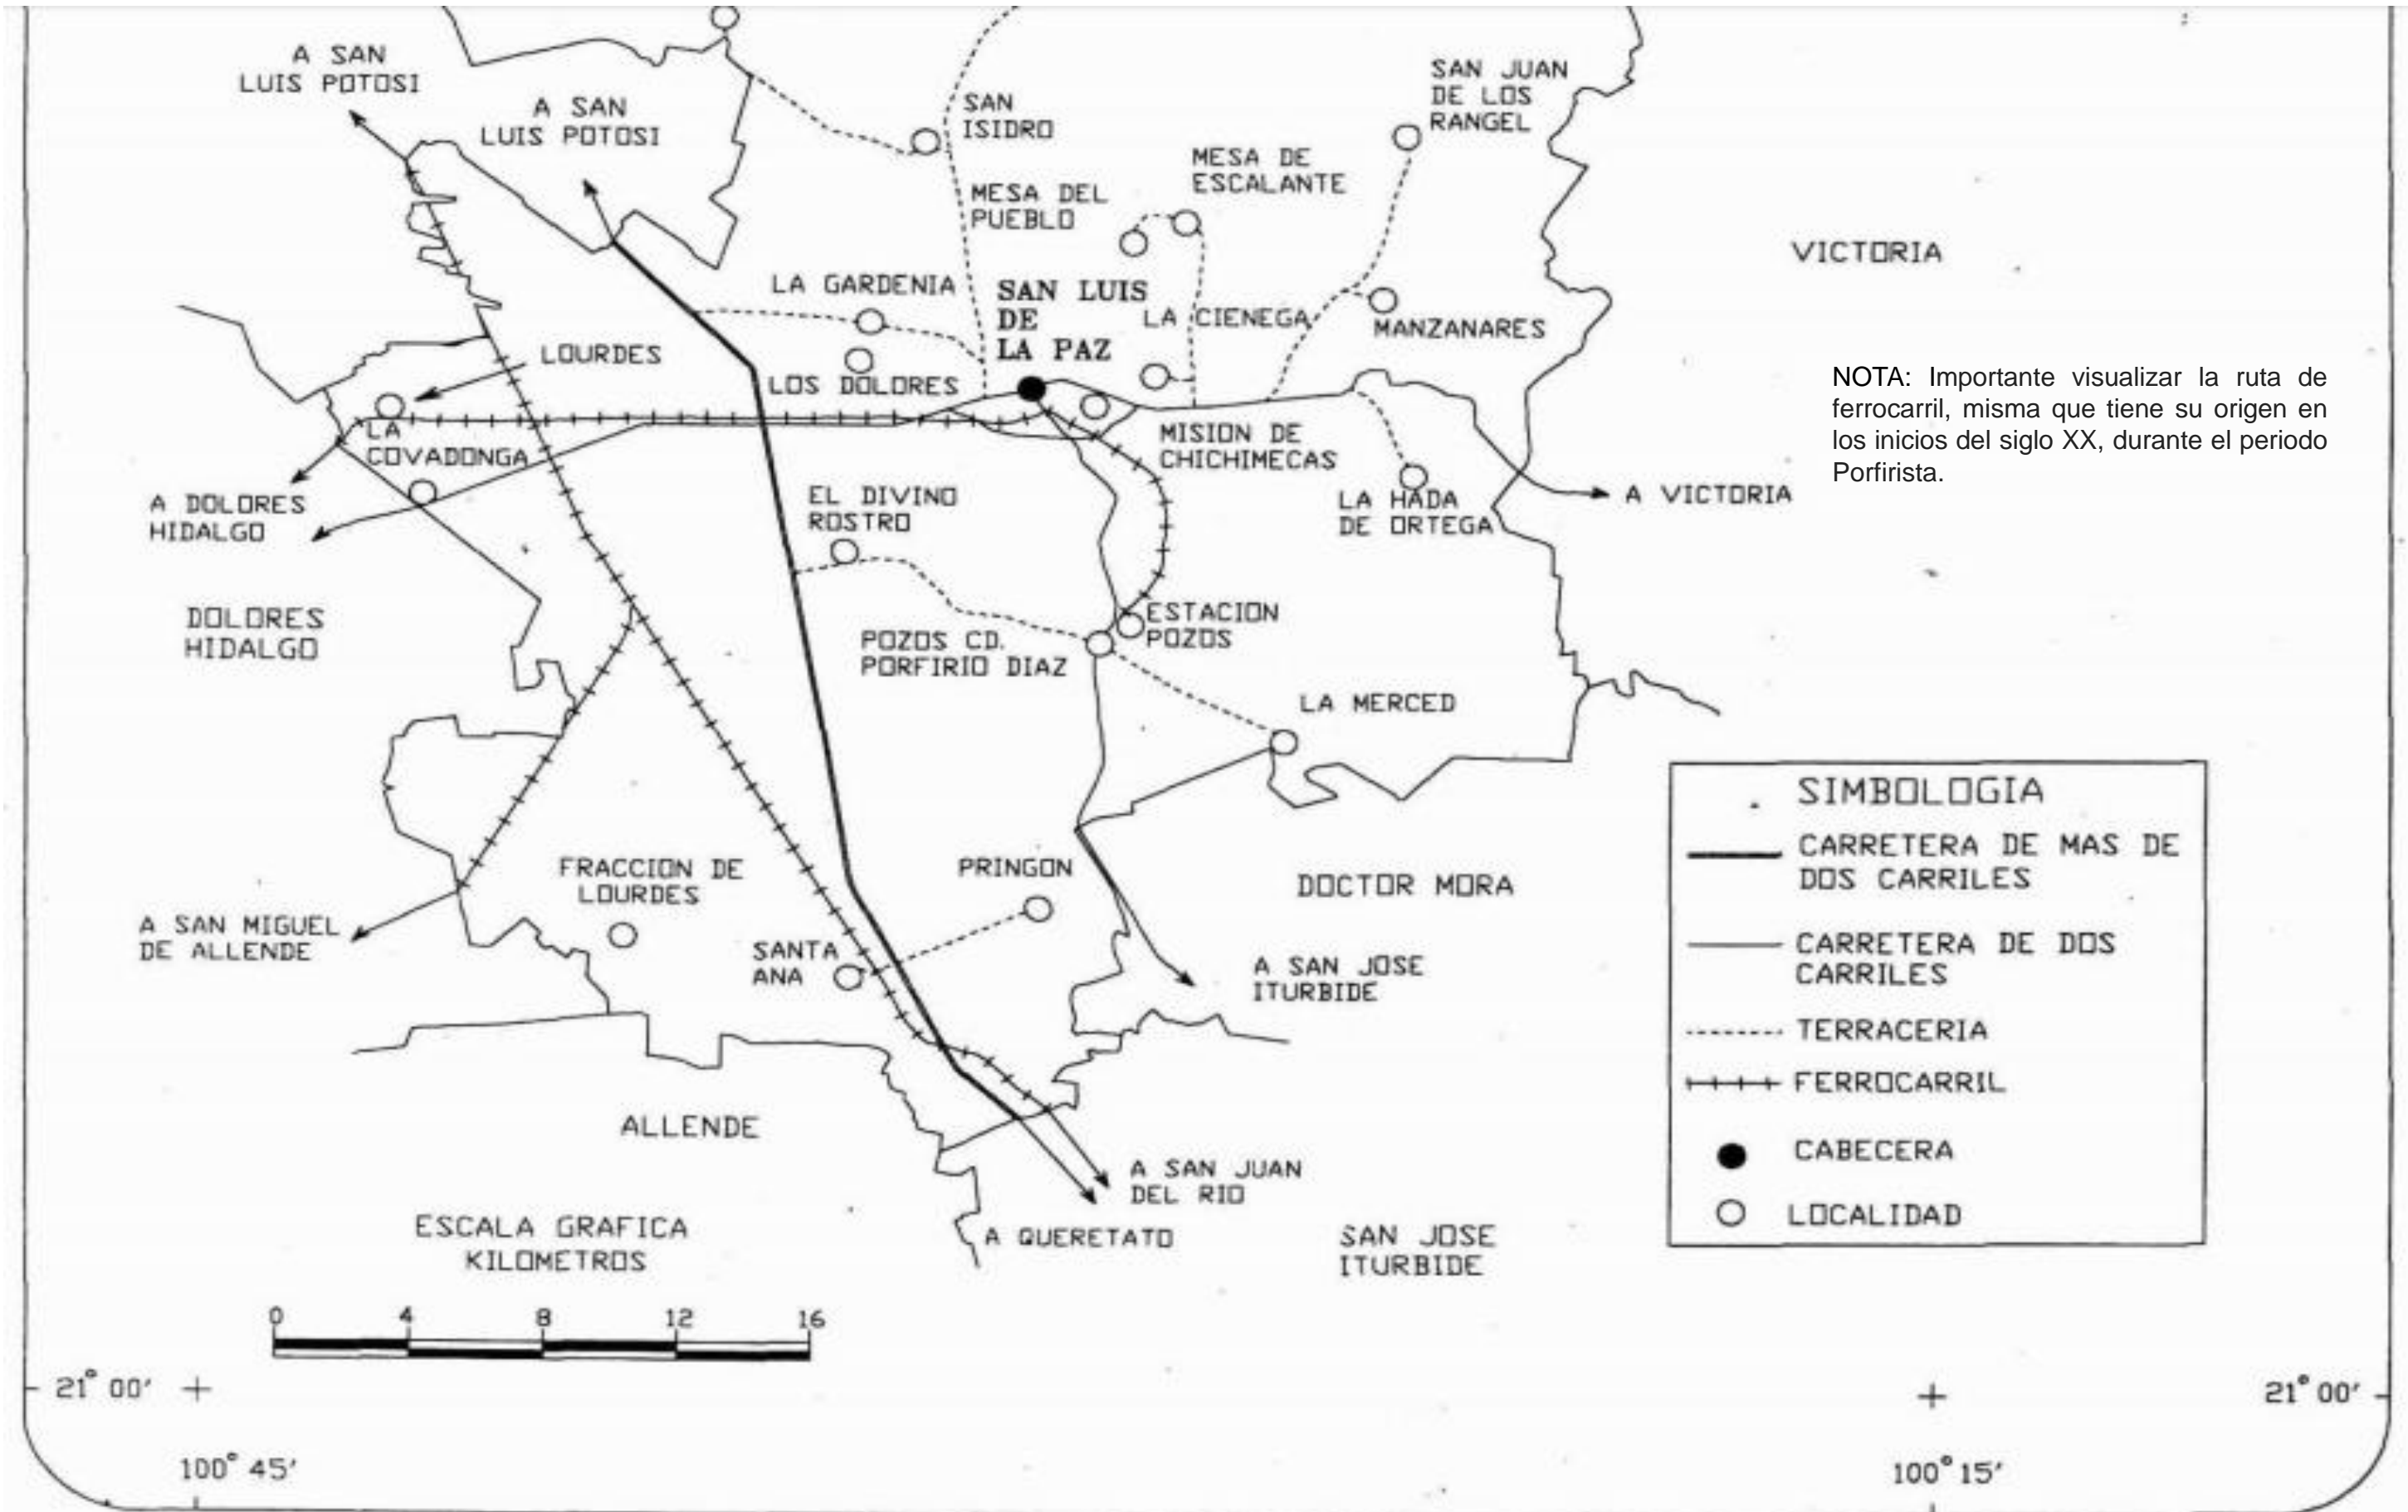 A SAN
LUIS POTOSI
A SAN
LUIS POTOSI
SAN
ISIDRO
SAN JUAN
DE LOS
RANGEL
MESA DE
ESCALANTE
MESA DEL
PUEBLO
VICTORIA
LA GARDENIA
SAN LUIS
DE
LA PAZ
LA CIENEGA
MANZANARES
LOURDES
LOS DOLORES
NOTA: Importante visualizar la ruta de
ferrocarril, misma que tiene su origen en
los inicios del siglo XX, durante el periodo
Porfirista.
LA
COVADONGA
MISION DE
CHICHIMECAS
A DOLORES
HIDALGO
EL DIVINO
ROSTRO
LA HADA
DE ORTEGA
A VICTORIA
DOLORES
HIDALGO
ESTACION
POZOS
POZOS CD.
PORFIRIO DIAZ
LA MERCED
FRACCION DE
LOURDES
PRINGON
DOCTOR MORA
A SAN MIGUEL
DE ALLENDE
SANTA
ANA
A SAN JOSE
ITURBIDE
ALLENDE
A SAN JUAN
DEL RIO
A QUERETATO
SAN JOSE
ITURBIDE
SIMBOLOGIA
CARRETERA DE MAS DE
DOS CARRILES
CARRETERA DE DOS
CARRILES
TERRACERIA
FERROCARRIL
CABECERA
LOCALIDAD
ESCALA GRAFICA
KILOMETROS
0 4 8 12 16
21° 00' 21° 00'
100° 45' 100° 15'